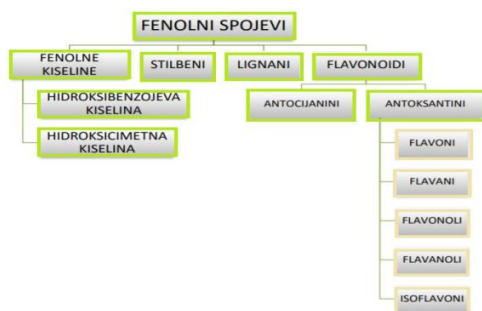 FENOLNI SPOJEVI
FENOLNE
KISELINE
STILBENI
LIGNANI
FLAVONOIDI
HIDROKSIBENZOJEVA
KISELINA
HIDROKSICIMETNA
KISELINA
ANTOCIJANINI
ANTOKSANTINI
FLAVONI
FLAVANI
FLAVONOLI
FLAVANOLI
ISOFLAVONI